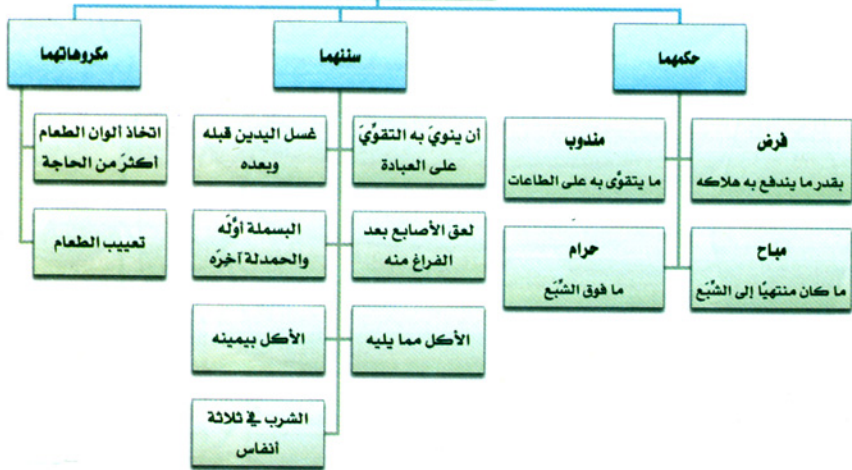 حكمهما
سننهما
مكروهاتهما
فرض
بقدر ما يندفع به هلاكه
مندوب
ما يتقوَّى به على الطاعات
مباح
ما كان منتهيًا إلى الشِّبَع
حرام
ما فوق الشِّبَع
أن ينويَ به التقوِّيَ
على العبادة
غسل اليدين قبله
وبعده
لعق الأصابع بعد
الفراغ منه
البسملة أوَّله
والحمدلة آخرَه
الأكل مما يليه
الأكل بيمينه
الشرب في ثلاثة
أنفاس
اتخاذ ألوان الطعام
أكثرَ من الحاجة
تعييب الطعام